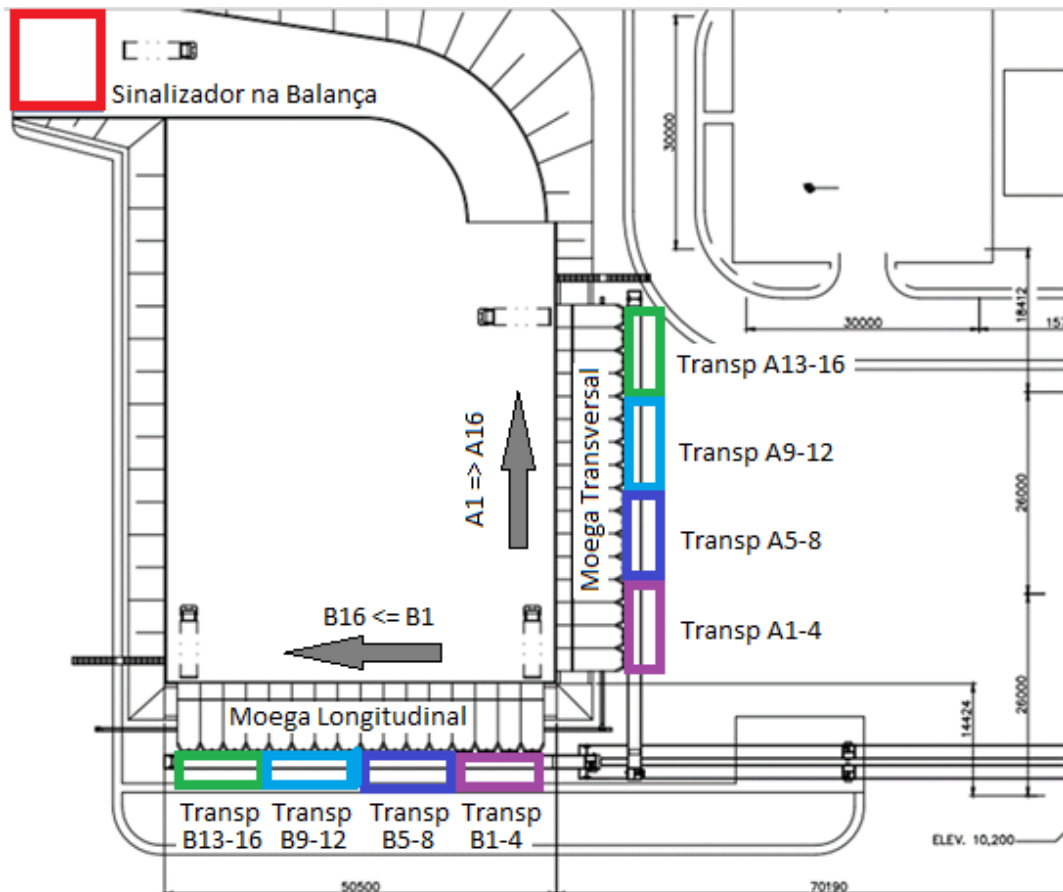 Sinalizador na Balança
30000
30000
18412
Transp A13-16
Moega Transversal
A1 => A16
Transp A9-12
26000
Transp A5-8
B16 <= B1
Transp A1-4
14424
26000
Moega Longitudinal
Transp
B13-16
Transp
B9-12
Transp
B5-8
Transp
B1-4
ELEV. 10,200
50500
70190